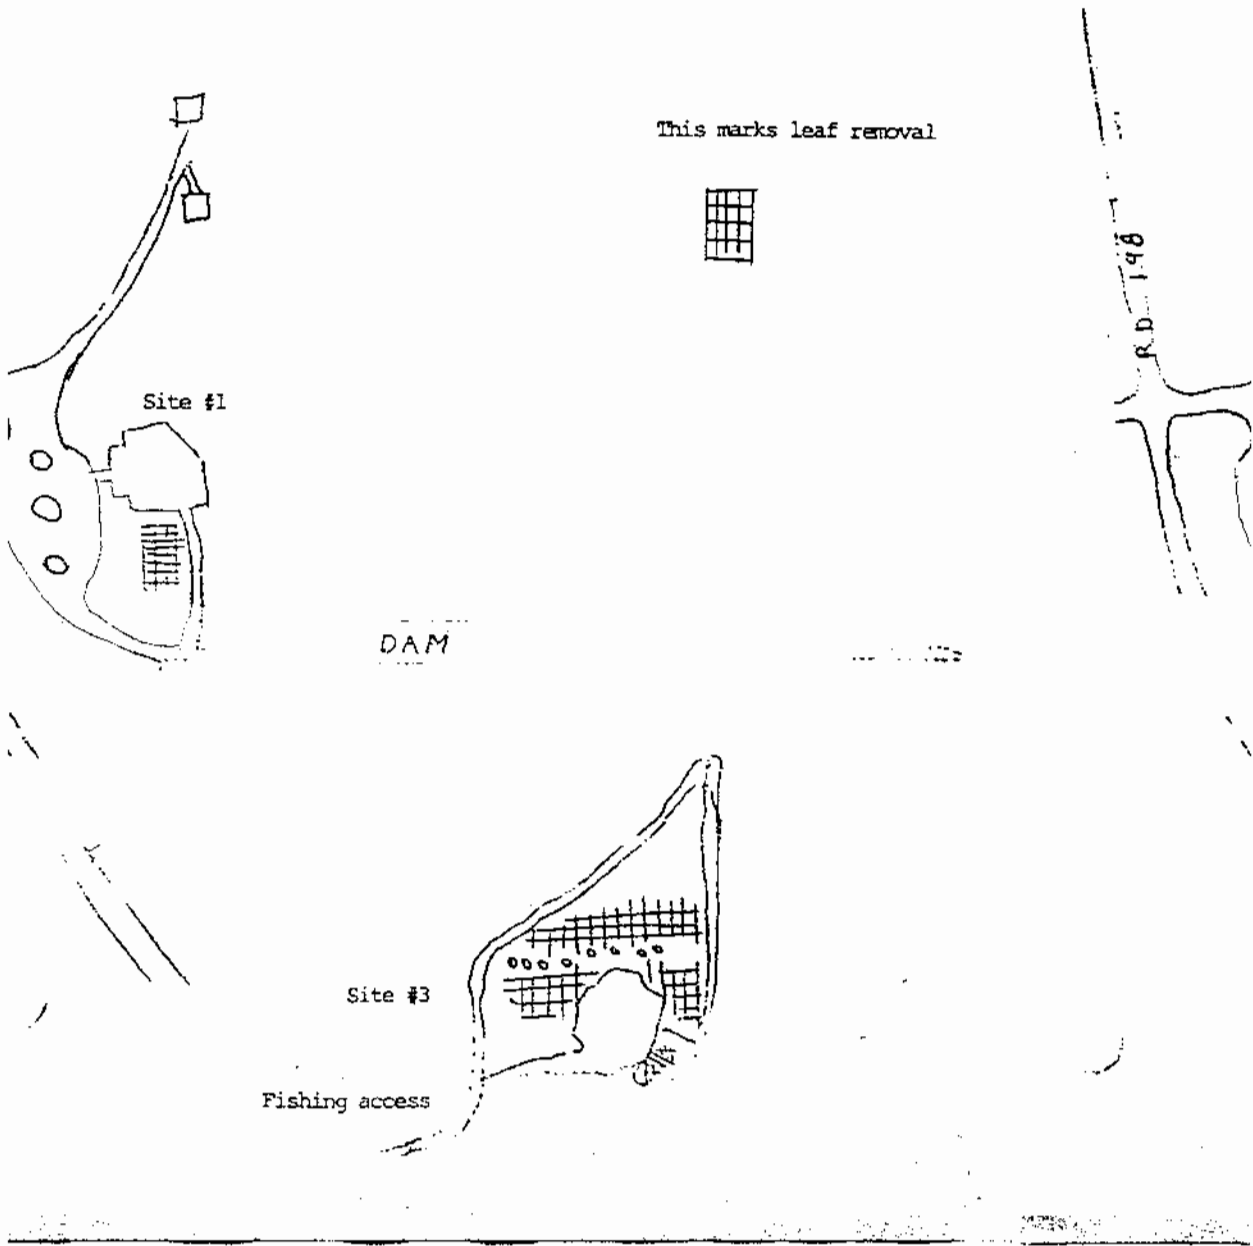 This marks leaf removal
RD 198
Site #1
DAM
Site #3
Fishing access